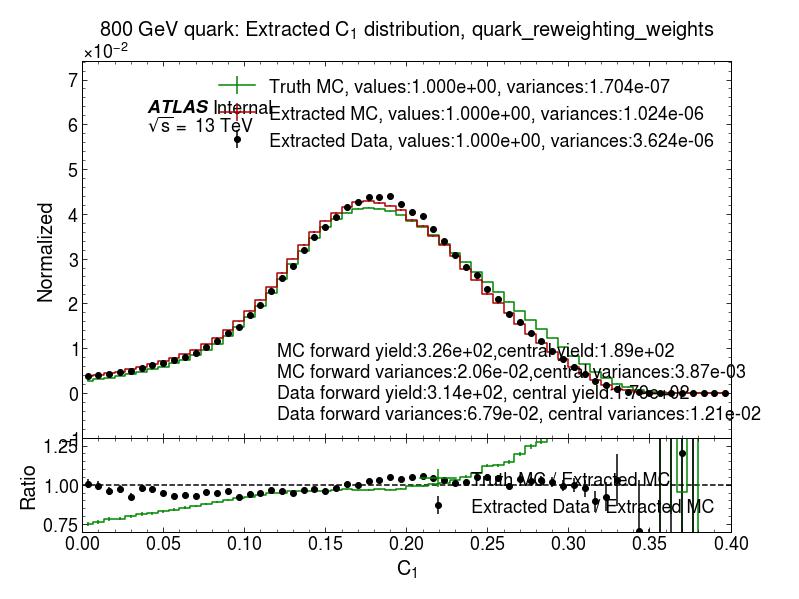 800 GeV quark: Extracted C₁ distribution, quark_reweighting_weights
×10⁻²
Truth MC, values:1.000e+00, variances:1.704e-07
ATLAS Internal
Extracted MC, values:1.000e+00, variances:1.024e-06
√s = 13 TeV
Extracted Data, values:1.000e+00, variances:3.624e-06
7
6
5
4
3
2
1
0
Normalized
MC forward yield:3.26e+02,central yield:1.89e+02
MC forward variances:2.06e-02,central variances:3.87e-03
Data forward yield:3.14e+02, central yield:1.79e+02
Data forward variances:6.79e-02, central variances:1.21e-02
1.25
1.00
0.75
Ratio
Truth MC / Extracted MC
Extracted Data / Extracted MC
0.00 0.05 0.10 0.15 0.20 0.25 0.30 0.35 0.40
C₁